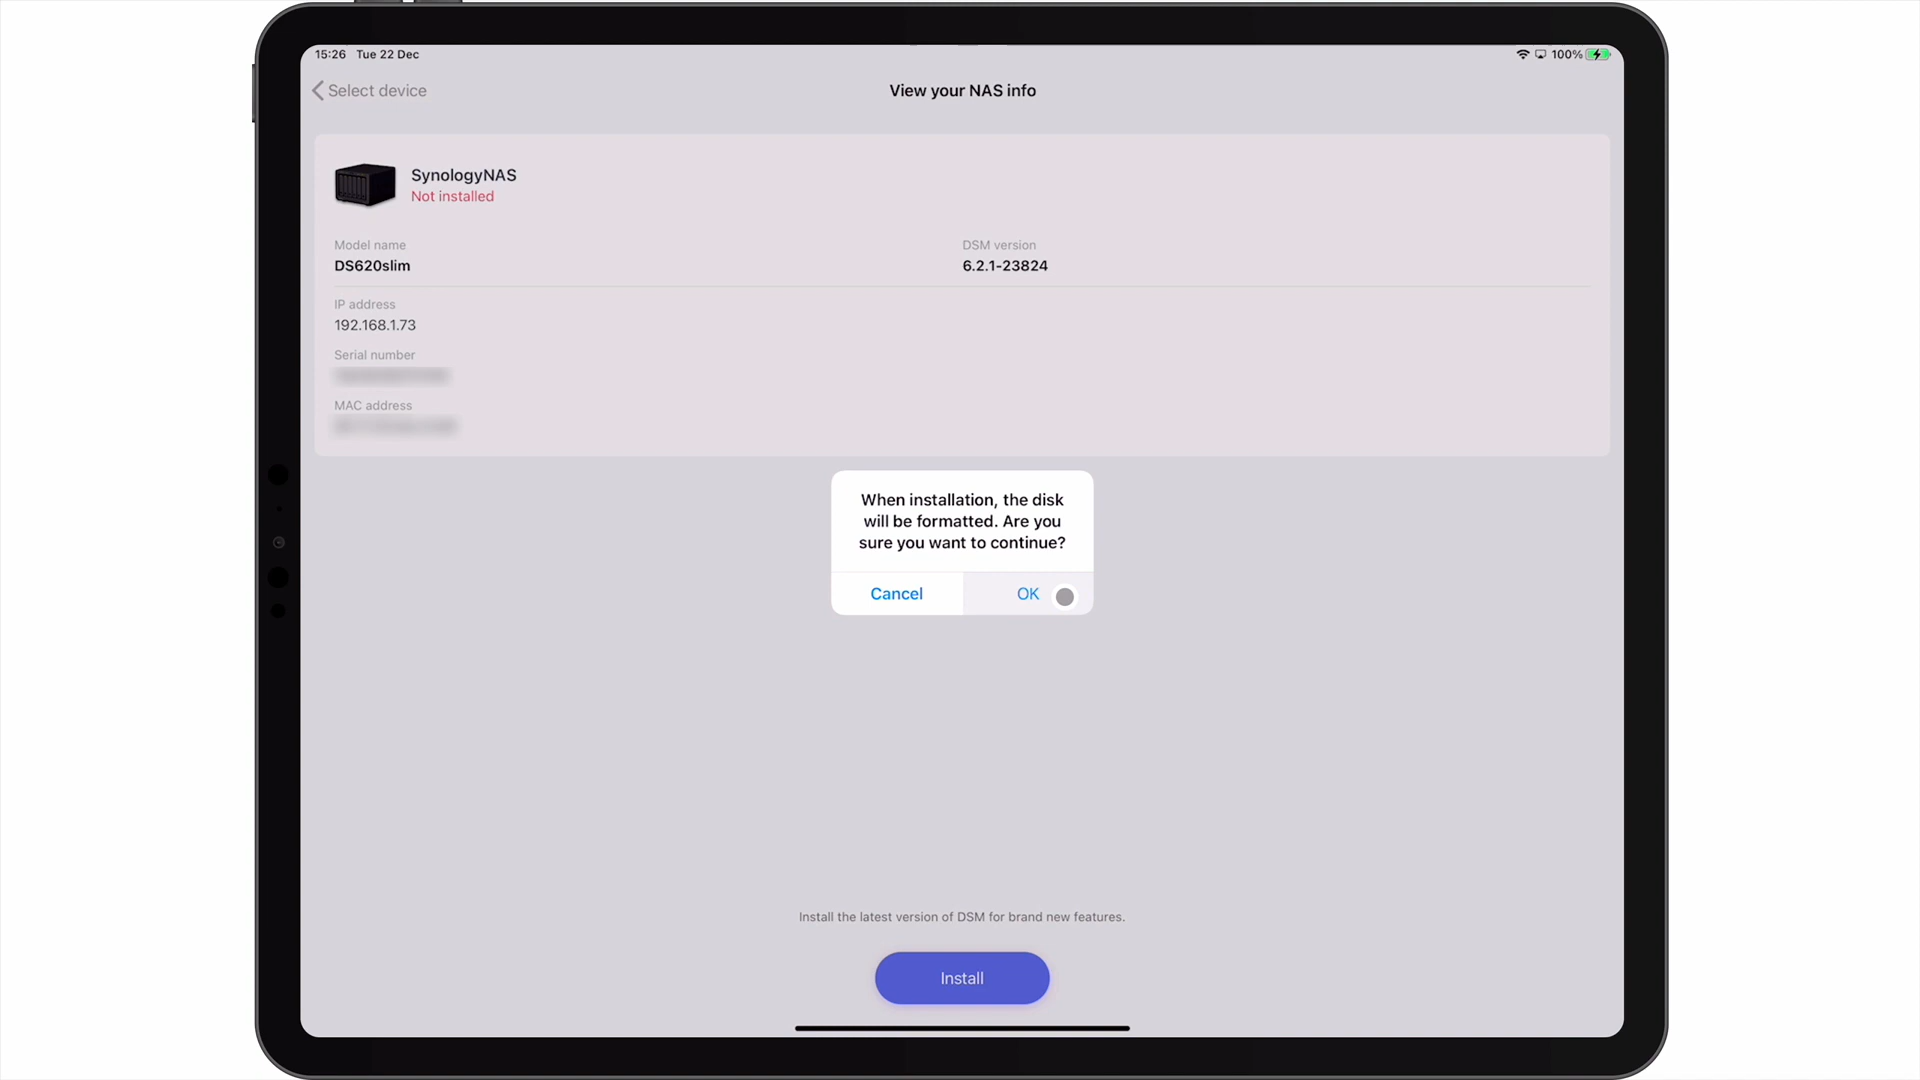 15:26 Tue 22 Dec
100%
Select device
View your NAS info
SynologyNAS
Not installed
Model name
DS620slim
DSM version
6.2.1-23824
IP address
192.168.1.73
Serial number
MAC address
When installation, the disk
will be formatted. Are you
sure you want to continue?
Cancel
OK
Install the latest version of DSM for brand new features.
Install